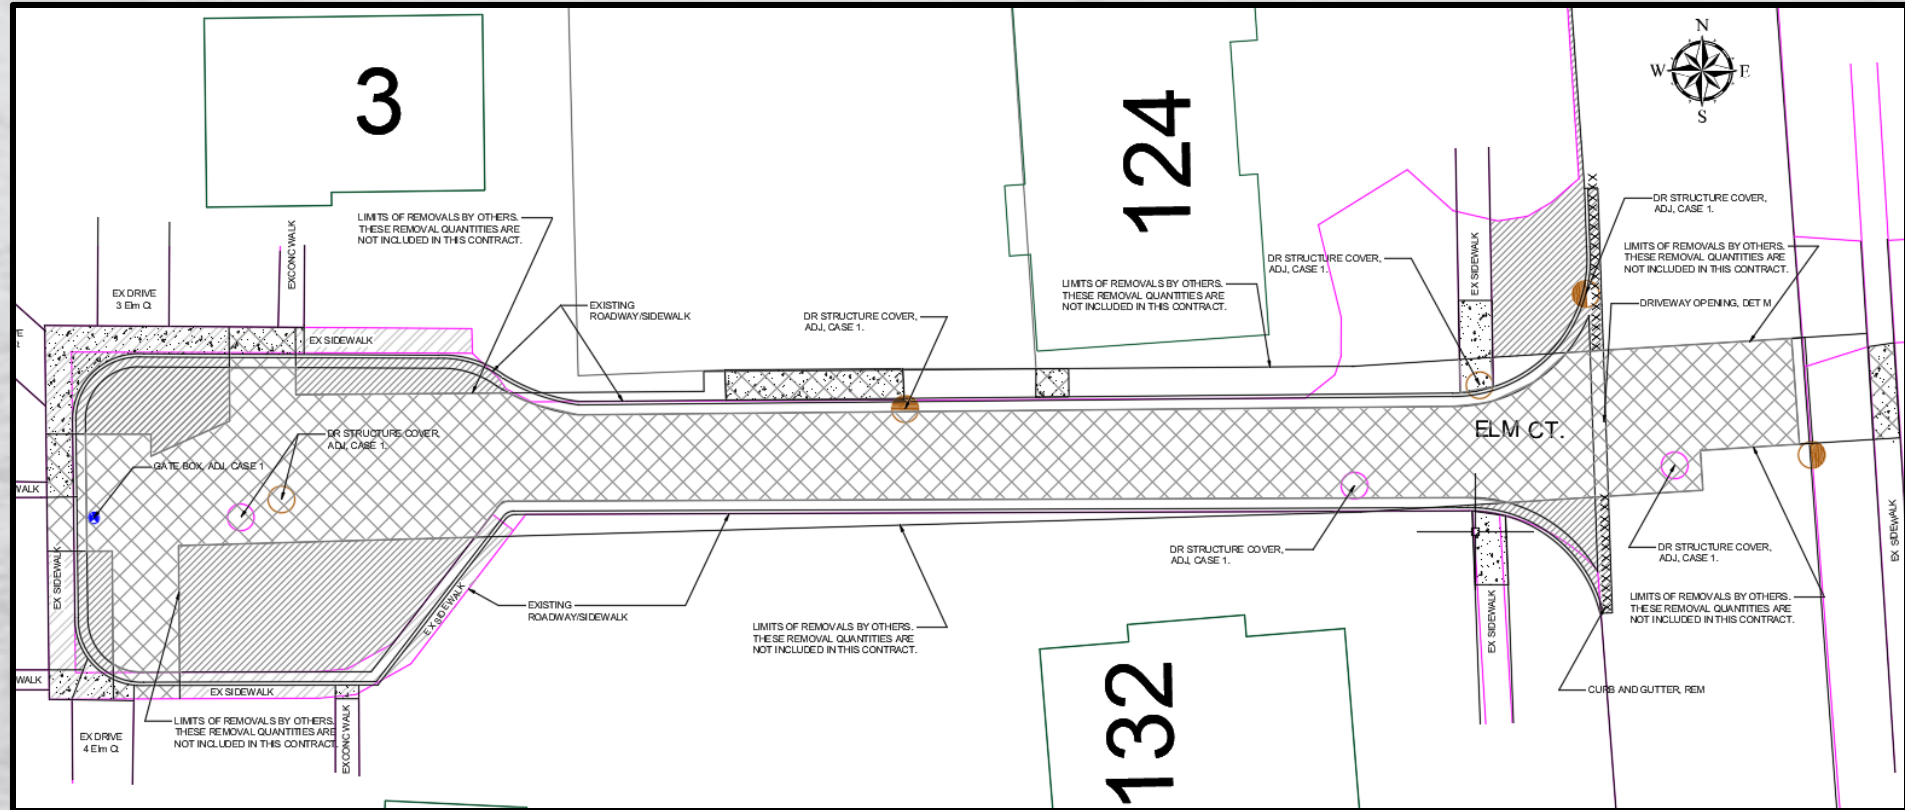 3
124
N
W
E
S
LIMITS OF REMOVALS BY OTHERS.
THESE REMOVAL QUANTITIES ARE
NOT INCLUDED IN THIS CONTRACT.
EX CONC WALK
EX DRIVE
3 Elm Ct
EXISTING
ROADWAY/SIDEWALK
EX SIDEWALK
DR STRUCTURE COVER,
ADJ, CASE 1.
LIMITS OF REMOVALS BY OTHERS.
THESE REMOVAL QUANTITIES ARE
NOT INCLUDED IN THIS CONTRACT.
DR STRUCTURE COVER,
ADJ, CASE 1.
EX SIDEWALK
DR STRUCTURE COVER,
ADJ, CASE 1.
LIMITS OF REMOVALS BY OTHERS.
THESE REMOVAL QUANTITIES ARE
NOT INCLUDED IN THIS CONTRACT.
DRIVEWAY OPENING, DET M
ELM CT.
DR STRUCTURE COVER,
ADJ, CASE 1.
GATE BOX, ADJ, CASE 1
WALK
EX SIDEWALK
EX SIDEWALK
EXISTING
ROADWAY/SIDEWALK
LIMITS OF REMOVALS BY OTHERS.
THESE REMOVAL QUANTITIES ARE
NOT INCLUDED IN THIS CONTRACT.
DR STRUCTURE COVER,
ADJ, CASE 1.
DR STRUCTURE COVER,
ADJ, CASE 1.
EX SIDEWALK
EX SIDEWALK
LIMITS OF REMOVALS BY OTHERS.
THESE REMOVAL QUANTITIES ARE
NOT INCLUDED IN THIS CONTRACT.
CURB AND GUTTER, REM
132
WALK
EX SIDEWALK
LIMITS OF REMOVALS BY OTHERS.
THESE REMOVAL QUANTITIES ARE
NOT INCLUDED IN THIS CONTRACT.
EX CONC WALK
EX DRIVE
4 Elm Ct